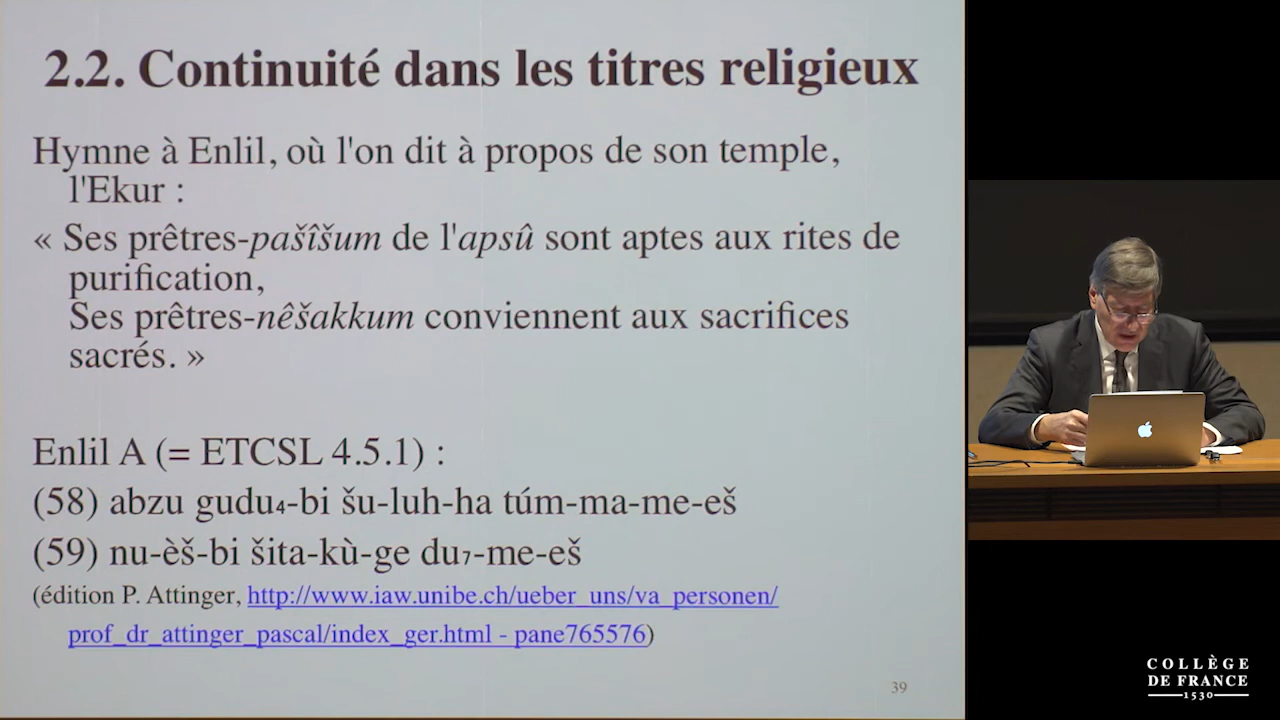 2.2. Continuité dans les titres religieux
Hymne à Enlil, où l'on dit à propos de son temple,
l'Ekur :
« Ses prêtres-pašîšum de l'apsû sont aptes aux rites de
purification,
Ses prêtres-nêšakkum conviennent aux sacrifices
sacrés. »
Enlil A (= ETCSL 4.5.1) :
(58) abzu gudu₄-bi šu-luh-ha túm-ma-me-eš
(59) nu-èš-bi šita-kù-ge du₇-me-eš
(édition P. Attinger, http://www.iaw.unibe.ch/ueber_uns/va_personen/
prof_dr_attinger_pascal/index_ger.html - pane765576)
39
COLLÈGE
DE FRANCE
1530